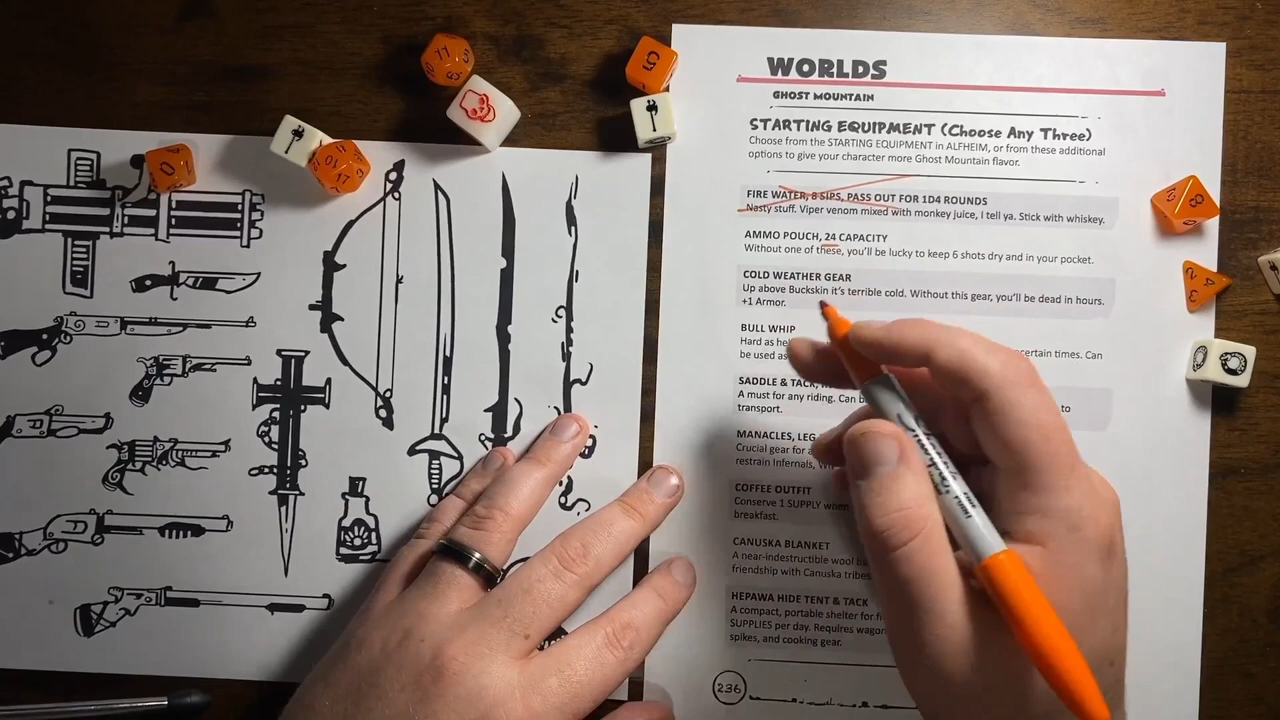 WORLDS
GHOST MOUNTAIN
STARTING EQUIPMENT (Choose Any Three)
Choose from the STARTING EQUIPMENT in ALFHEIM, or from these additional
options to give your character more Ghost Mountain flavor.
FIRE WATER, 8 SIPS, PASS OUT FOR 1D4 ROUNDS
Nasty stuff. Viper venom mixed with monkey juice, I tell ya. Stick with whiskey.
AMMO POUCH, 24 CAPACITY
Without one of these, you'll be lucky to keep 6 shots dry and in your pocket.
COLD WEATHER GEAR
Up above Buckskin it's terrible cold. Without this gear, you'll be dead in hours.
+1 Armor.
BULL WHIP
Hard as certain times. Can
be used
SADDLE & TACK,
A must for any riding. Can to
transport.
MANACLES, LEG
Crucial gear for
restrain Infernals,
COFFEE OUTFIT
Conserve 1 SUPPLY when
breakfast.
CANUSKA BLANKET
A near-indestructible wool
friendship with Canuska tribes
HEPAWA HIDE TENT & TACK
A compact, portable shelter for
SUPPLIES per day. Requires wagon
spikes, and cooking gear.
236